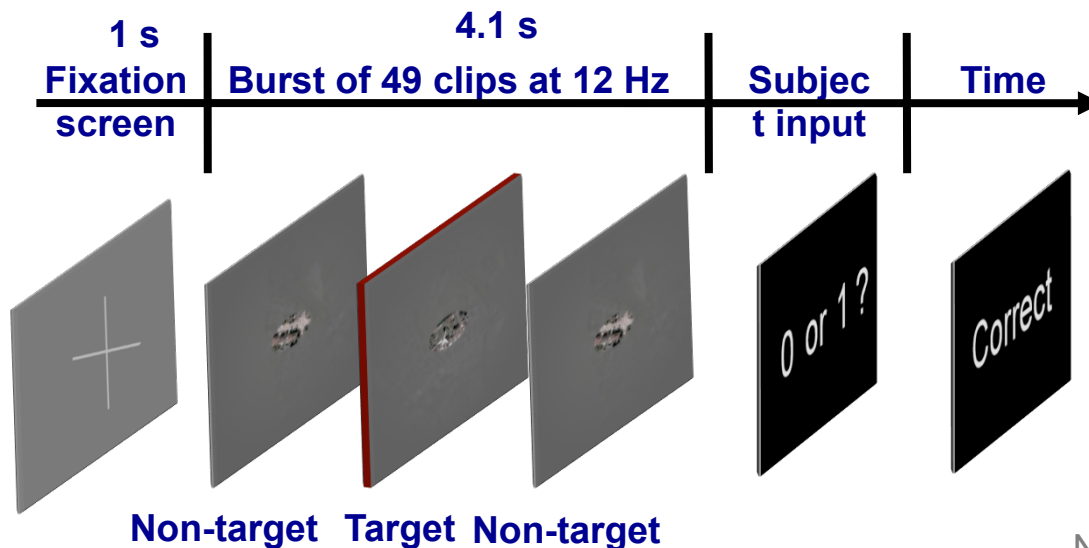 1 s
4.1 s
Fixation
screen
Burst of 49 clips at 12 Hz
Subjec
t input
Time
0 or 1 ?
Correct
Non-target
Target
Non-target
N